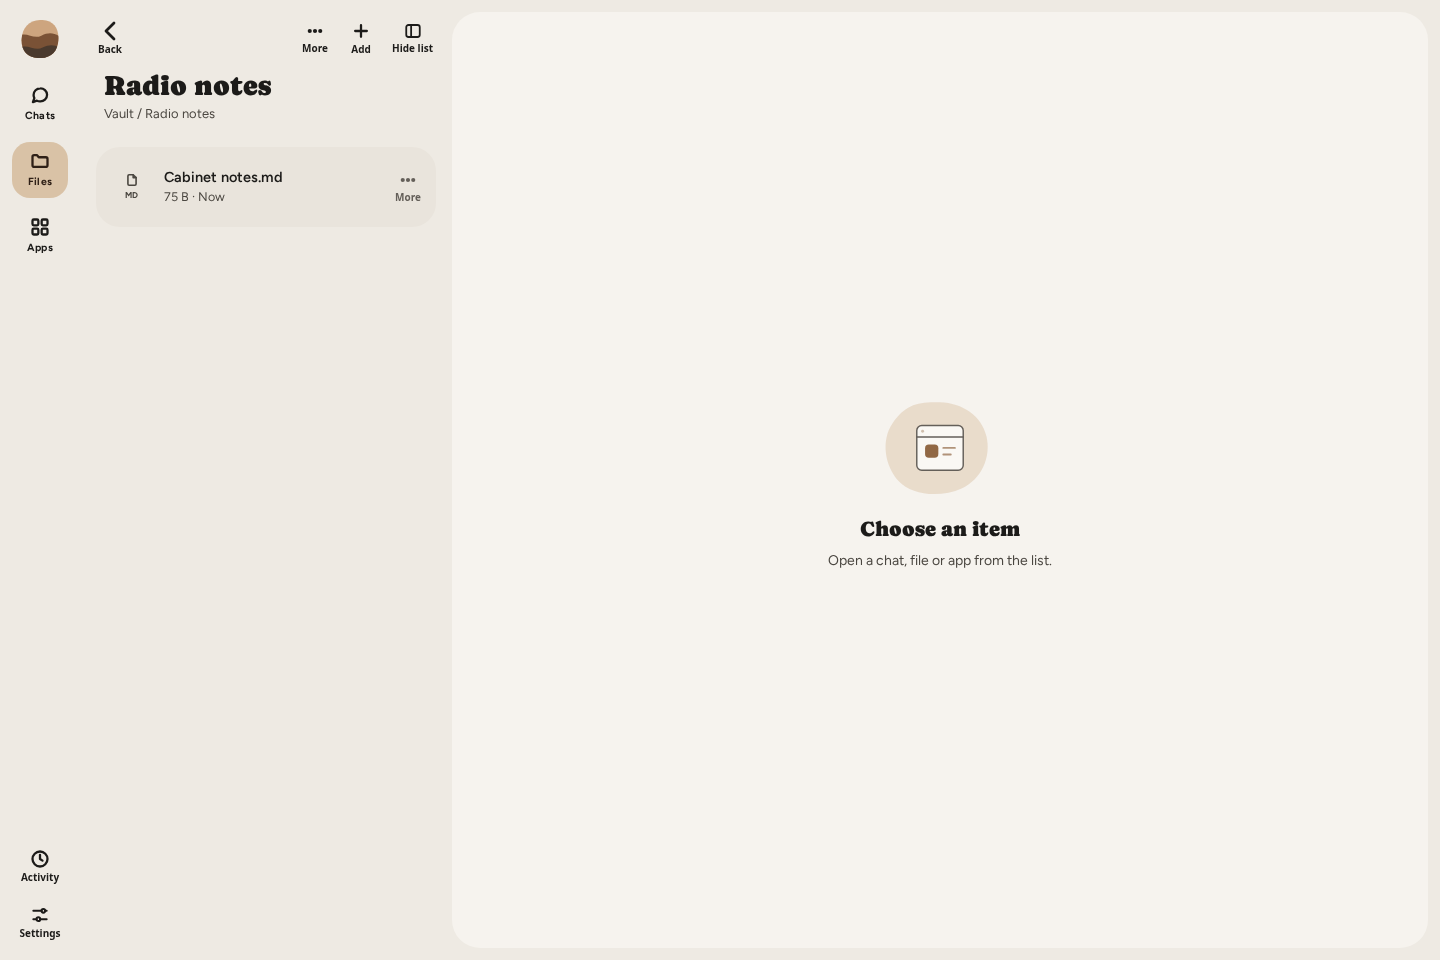 Back
More
Add
Hide list
Radio notes
Vault / Radio notes
Chats
Files
Apps
Cabinet notes.md
MD
75 B · Now
More
Choose an item
Open a chat, file or app from the list.
Activity
Settings